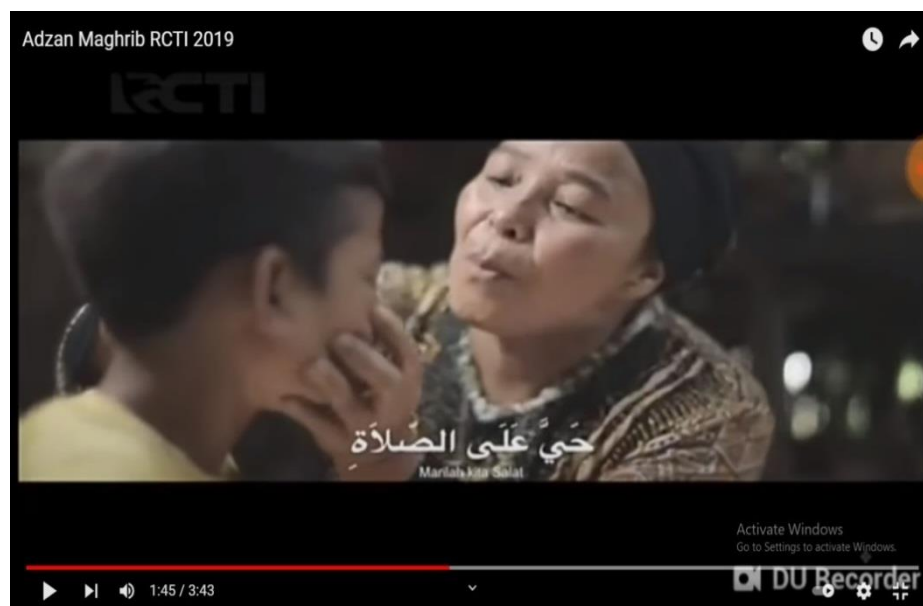 Adzan Maghrib RCTI 2019
RCTI
حَيَّ عَلَى الصَّلاَةِ
Marilah kita Salat
Activate Windows
Go to Settings to activate Windows.
DU Recorder
1:45 / 3:43